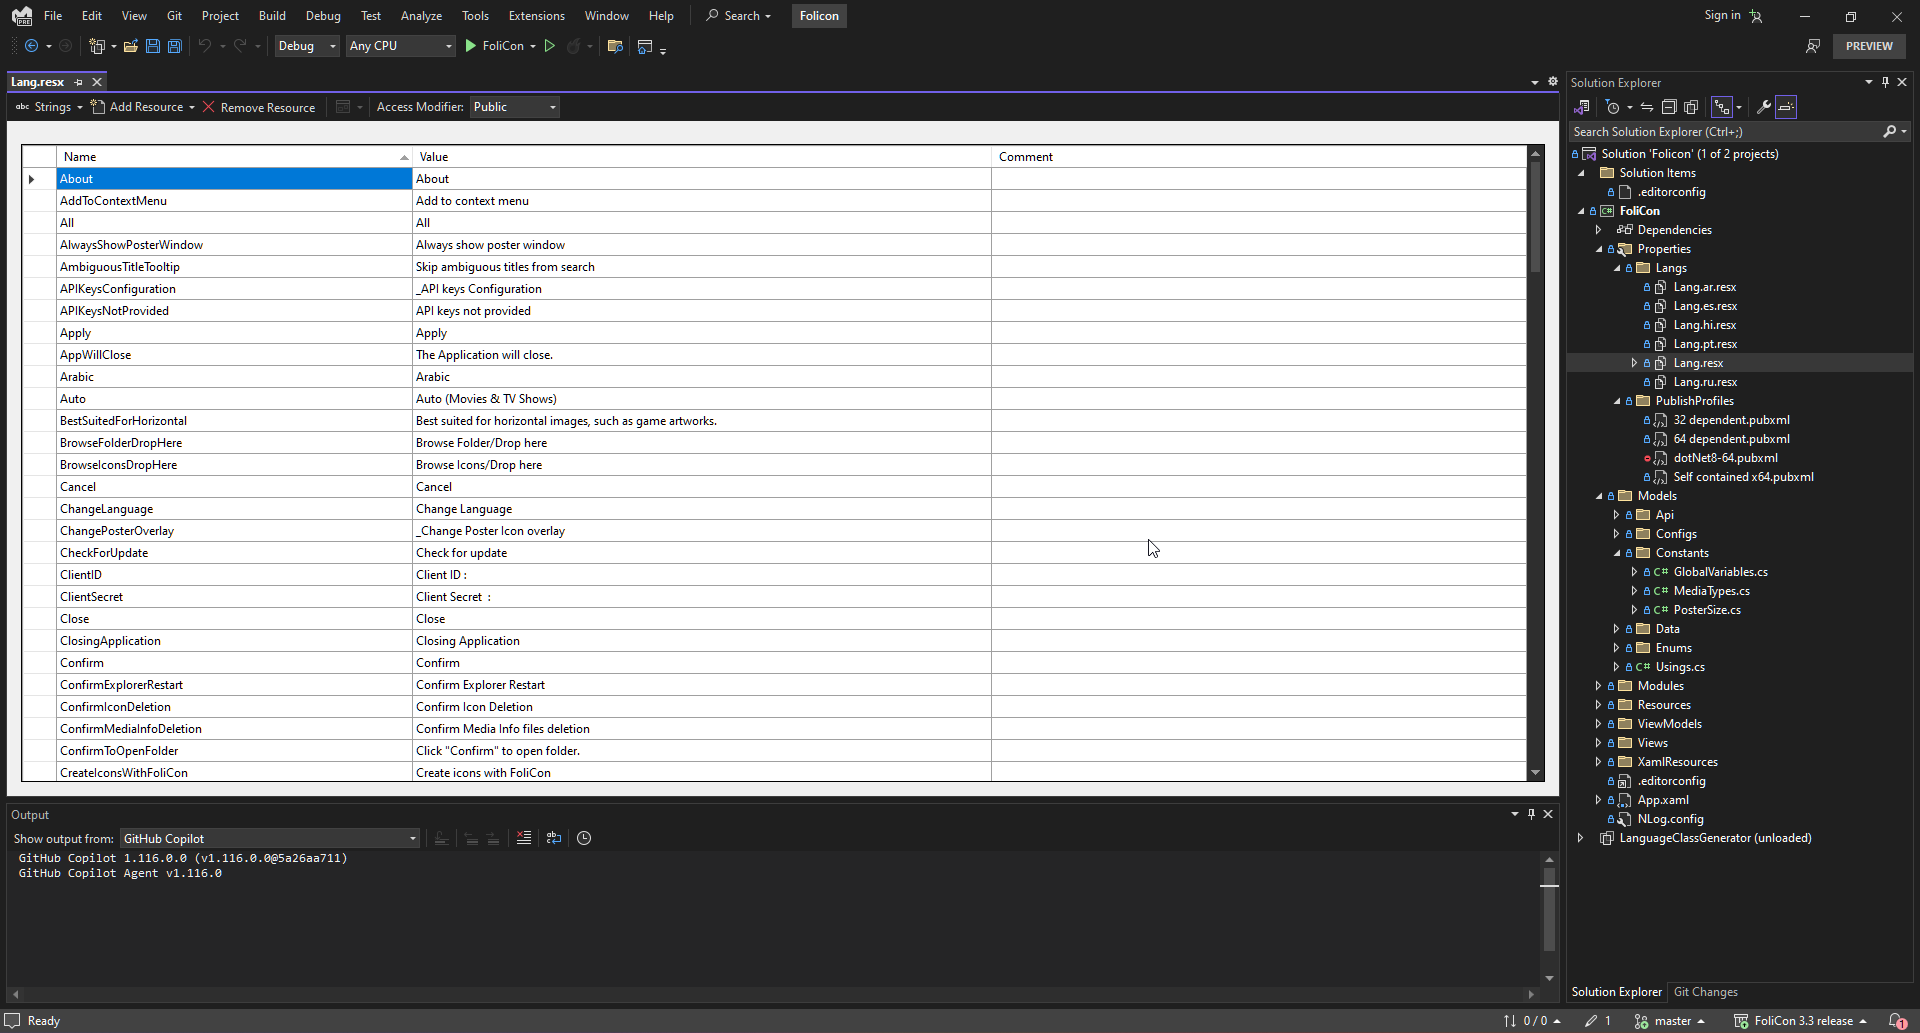 File Edit View Git Project Build Debug Test Analyze Tools Extensions Window Help Search Folicon Sign in
Debug Any CPU FoliCon PREVIEW
Lang.resx
Strings Add Resource Remove Resource Access Modifier: Public
Name Value Comment
About About
AddToContextMenu Add to context menu
All All
AlwaysShowPosterWindow Always show poster window
AmbiguousTitleTooltip Skip ambiguous titles from search
APIKeysConfiguration _API keys Configuration
APIKeysNotProvided API keys not provided
Apply Apply
AppWillClose The Application will close.
Arabic Arabic
Auto Auto (Movies & TV Shows)
BestSuitedForHorizontal Best suited for horizontal images, such as game artworks.
BrowseFolderDropHere Browse Folder/Drop here
BrowseIconsDropHere Browse Icons/Drop here
Cancel Cancel
ChangeLanguage Change Language
ChangePosterOverlay _Change Poster Icon overlay
CheckForUpdate Check for update
ClientID Client ID :
ClientSecret Client Secret :
Close Close
ClosingApplication Closing Application
Confirm Confirm
ConfirmExplorerRestart Confirm Explorer Restart
ConfirmIconDeletion Confirm Icon Deletion
ConfirmMediaInfoDeletion Confirm Media Info files deletion
ConfirmToOpenFolder Click "Confirm" to open folder.
CreateIconsWithFoliCon Create icons with FoliCon
Output
Show output from: GitHub Copilot
GitHub Copilot 1.116.0.0 (v1.116.0.0@5a26aa711)
GitHub Copilot Agent v1.116.0
Solution Explorer
Search Solution Explorer (Ctrl+;)
Solution 'Folicon' (1 of 2 projects)
Solution Items
.editorconfig
C# FoliCon
Dependencies
Properties
Langs
Lang.ar.resx
Lang.es.resx
Lang.hi.resx
Lang.pt.resx
Lang.resx
Lang.ru.resx
PublishProfiles
32 dependent.pubxml
64 dependent.pubxml
dotNet8-64.pubxml
Self contained x64.pubxml
Models
Api
Configs
Constants
C# GlobalVariables.cs
C# MediaTypes.cs
C# PosterSize.cs
Data
Enums
C# Usings.cs
Modules
Resources
ViewModels
Views
XamlResources
.editorconfig
App.xaml
NLog.config
LanguageClassGenerator (unloaded)
Solution Explorer Git Changes
Ready 0 / 0 1 master FoliCon 3.3 release 1